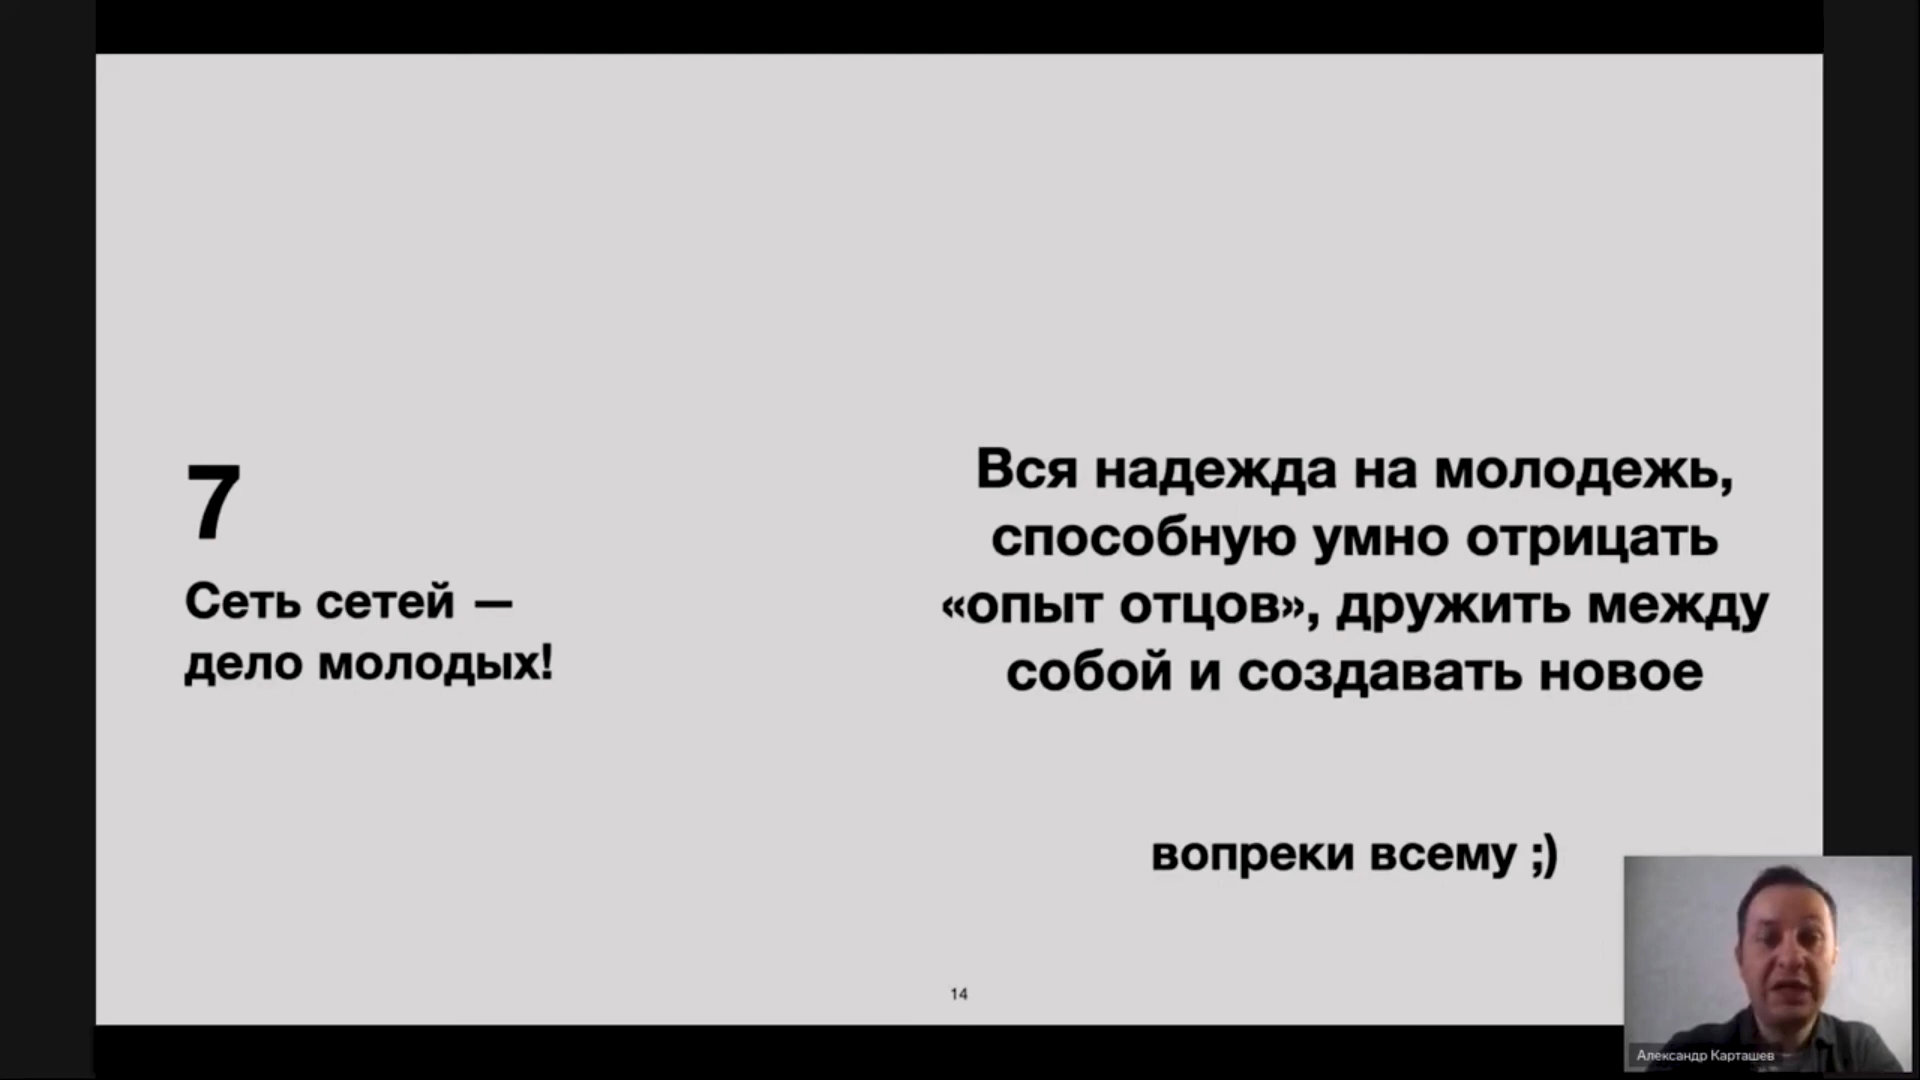 7
Сеть сетей —
дело молодых!
Вся надежда на молодежь,
способную умно отрицать
«опыт отцов», дружить между
собой и создавать новое
вопреки всему ;)
14
Александр Карташев